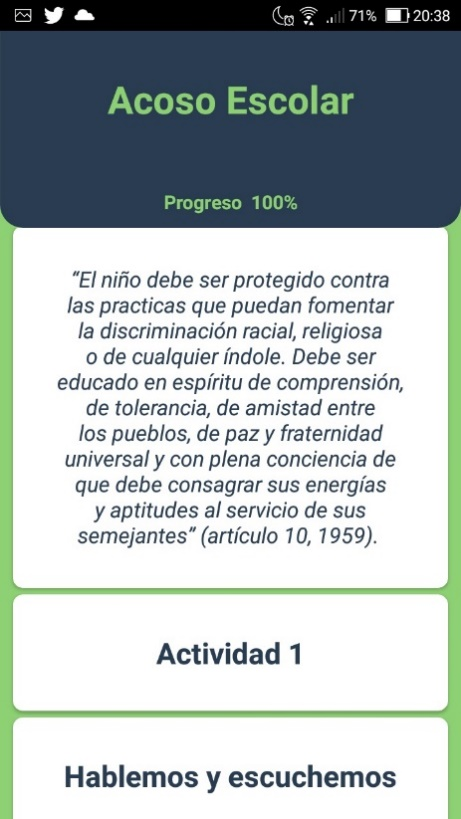 71% 20:38
Acoso Escolar
Progreso 100%
“El niño debe ser protegido contra
las practicas que puedan fomentar
la discriminación racial, religiosa
o de cualquier índole. Debe ser
educado en espíritu de comprensión,
de tolerancia, de amistad entre
los pueblos, de paz y fraternidad
universal y con plena conciencia de
que debe consagrar sus energías
y aptitudes al servicio de sus
semejantes” (artículo 10, 1959).
Actividad 1
Hablemos y escuchemos